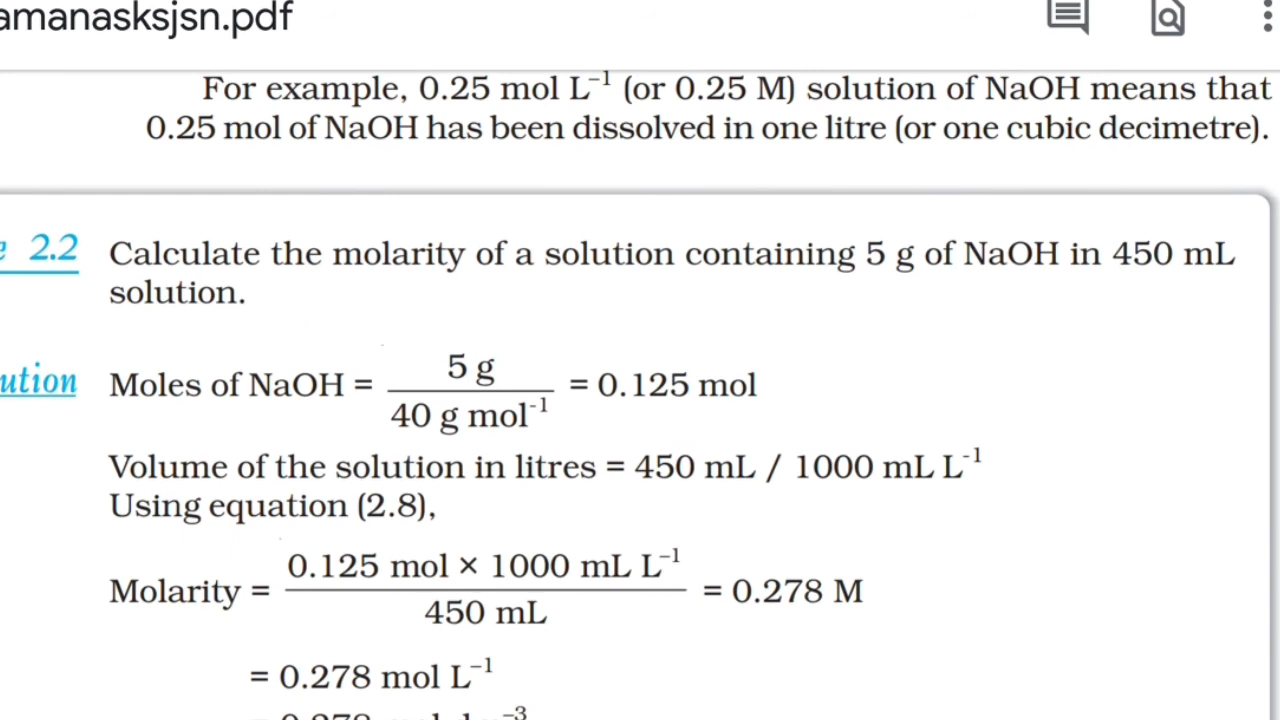 amanasksjsn.pdf
For example, 0.25 mol L⁻¹ (or 0.25 M) solution of NaOH means that
0.25 mol of NaOH has been dissolved in one litre (or one cubic decimetre).
2.2 Calculate the molarity of a solution containing 5 g of NaOH in 450 mL
solution.
ution Moles of NaOH = 5 g / 40 g mol⁻¹ = 0.125 mol
Volume of the solution in litres = 450 mL / 1000 mL L⁻¹
Using equation (2.8),
Molarity = 0.125 mol × 1000 mL L⁻¹ / 450 mL = 0.278 M
= 0.278 mol L⁻¹